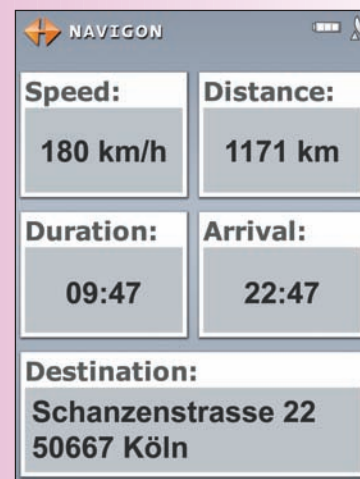 NAVIGON
Speed: Distance:
180 km/h 1171 km
Duration: Arrival:
09:47 22:47
Destination:
Schanzenstrasse 22
50667 Köln